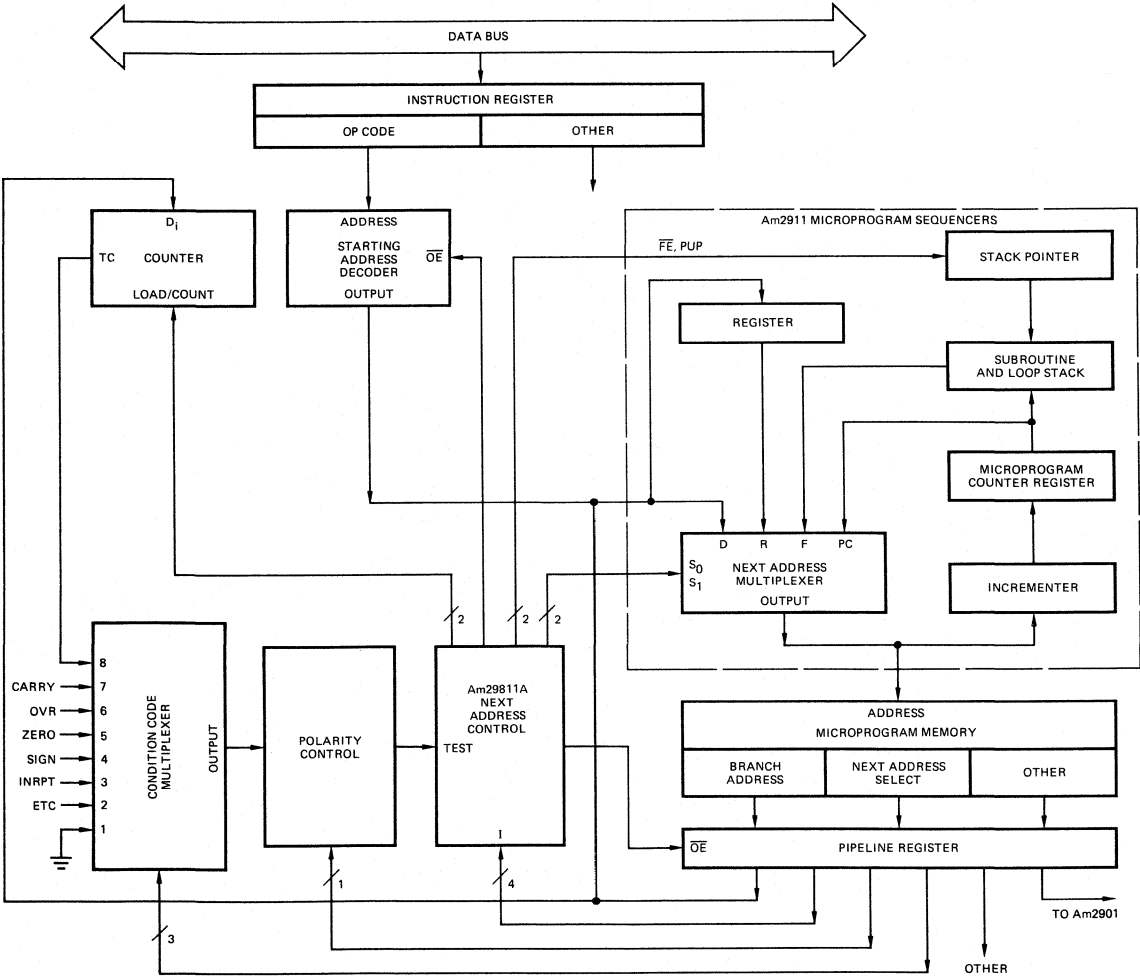 DATA BUS
INSTRUCTION REGISTER
OP CODE
OTHER
Di
TC
COUNTER
LOAD/COUNT
ADDRESS
STARTING
ADDRESS
DECODER
OE
OUTPUT
Am2911 MICROPROGRAM SEQUENCERS
FE, PUP
STACK POINTER
REGISTER
SUBROUTINE
AND LOOP STACK
MICROPROGRAM
COUNTER REGISTER
D
R
F
PC
S0
S1
NEXT ADDRESS
MULTIPLEXER
OUTPUT
INCREMENTER
2
2
2
8
CARRY
7
OVR
6
ZERO
5
SIGN
4
INRPT
3
ETC
2
1
CONDITION CODE
MULTIPLEXER
OUTPUT
POLARITY
CONTROL
Am29811A
NEXT
ADDRESS
CONTROL
TEST
I
ADDRESS
MICROPROGRAM MEMORY
BRANCH
ADDRESS
NEXT ADDRESS
SELECT
OTHER
OE
PIPELINE REGISTER
1
4
3
TO Am2901
OTHER